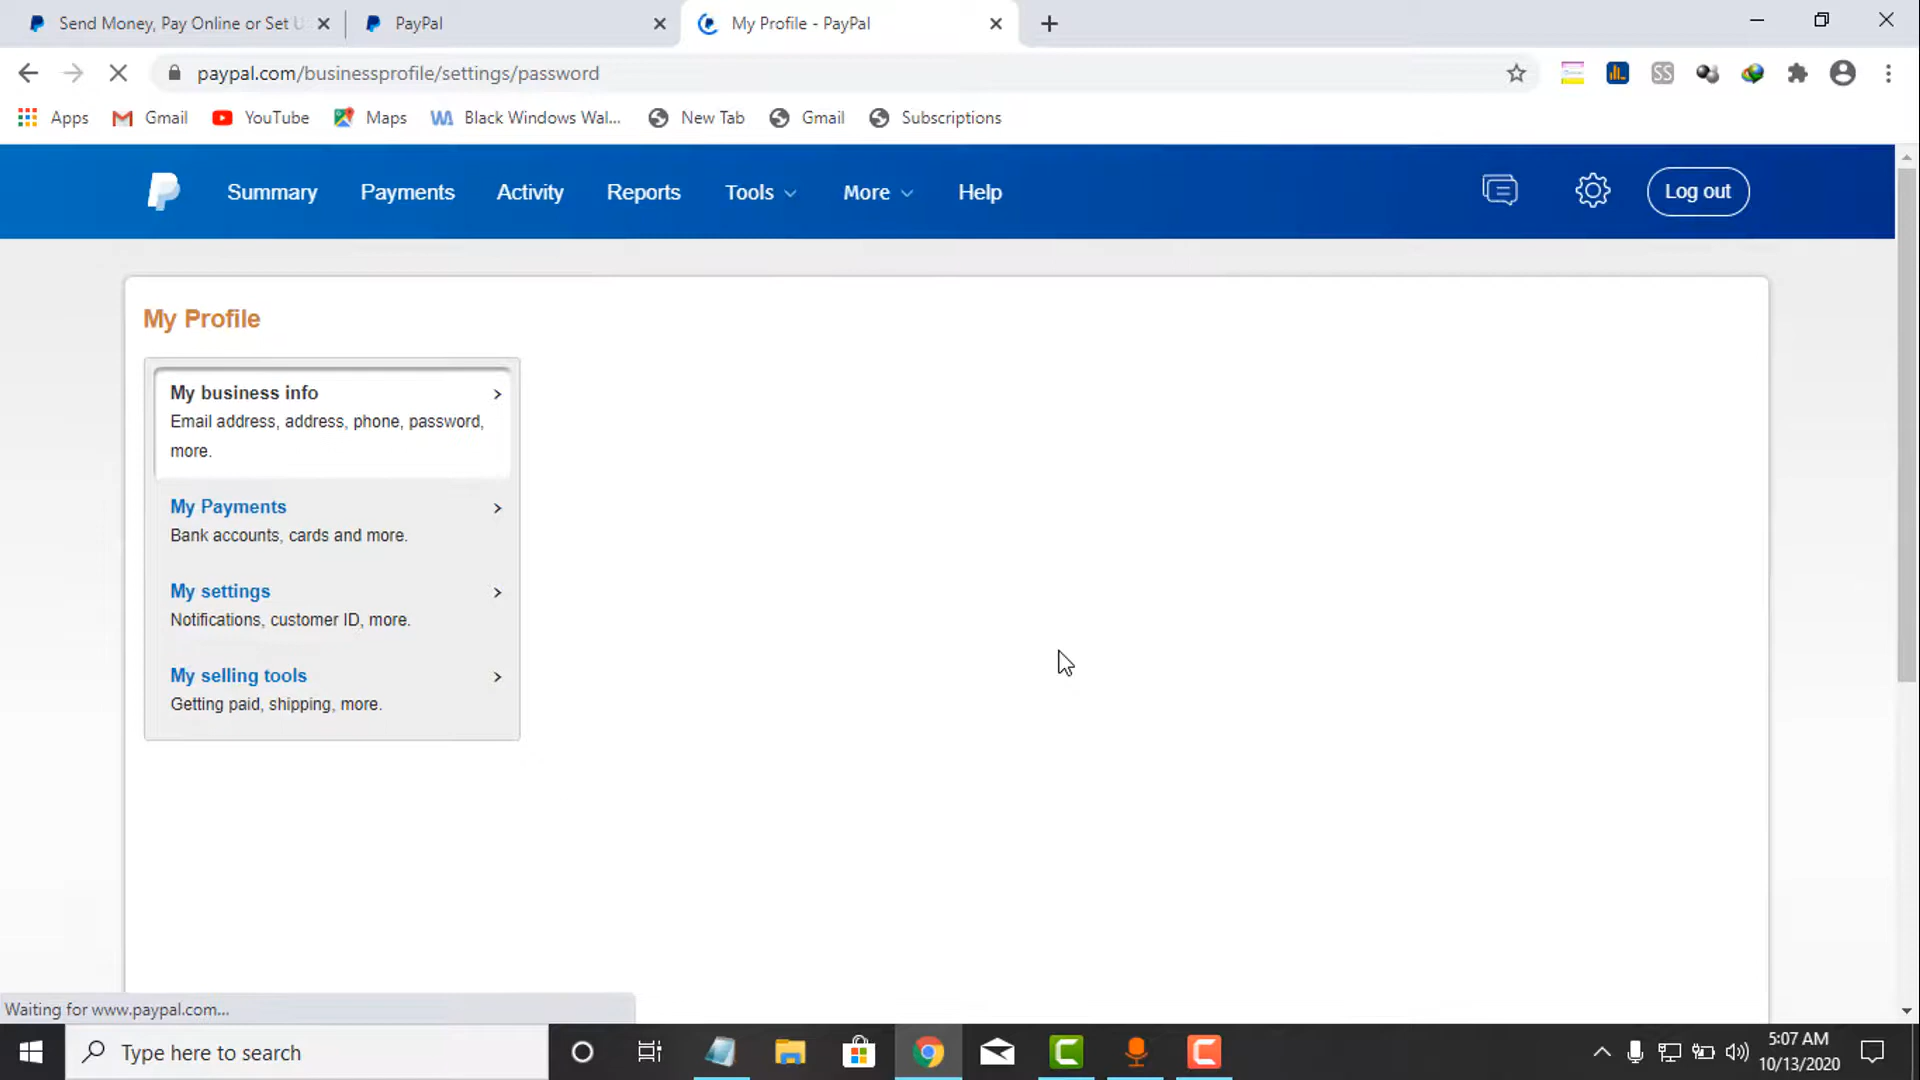 Send Money, Pay Online or Set U
PayPal
My Profile - PayPal
paypal.com/businessprofile/settings/password
SS
Apps
Gmail
YouTube
Maps
Black Windows Wal...
New Tab
Gmail
Subscriptions
Summary
Payments
Activity
Reports
Tools
More
Help
Log out
My Profile
My business info
Email address, address, phone, password,
more.
My Payments
Bank accounts, cards and more.
My settings
Notifications, customer ID, more.
My selling tools
Getting paid, shipping, more.
Waiting for www.paypal.com...
Type here to search
5:07 AM
10/13/2020